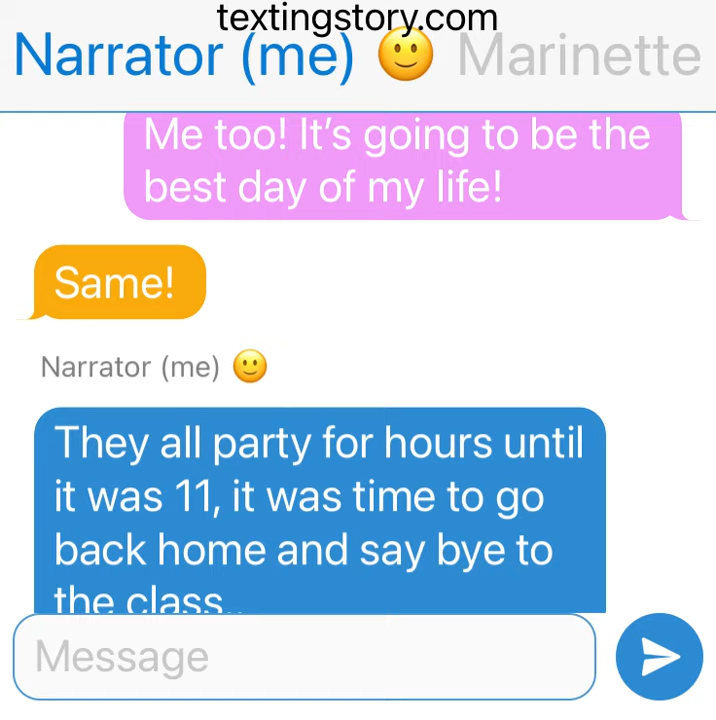 textingstory.com
Narrator (me) 🙂 Marinette
Me too! It's going to be the
best day of my life!
Same!
Narrator (me) 🙂
They all party for hours until
it was 11, it was time to go
back home and say bye to
the class..
Message